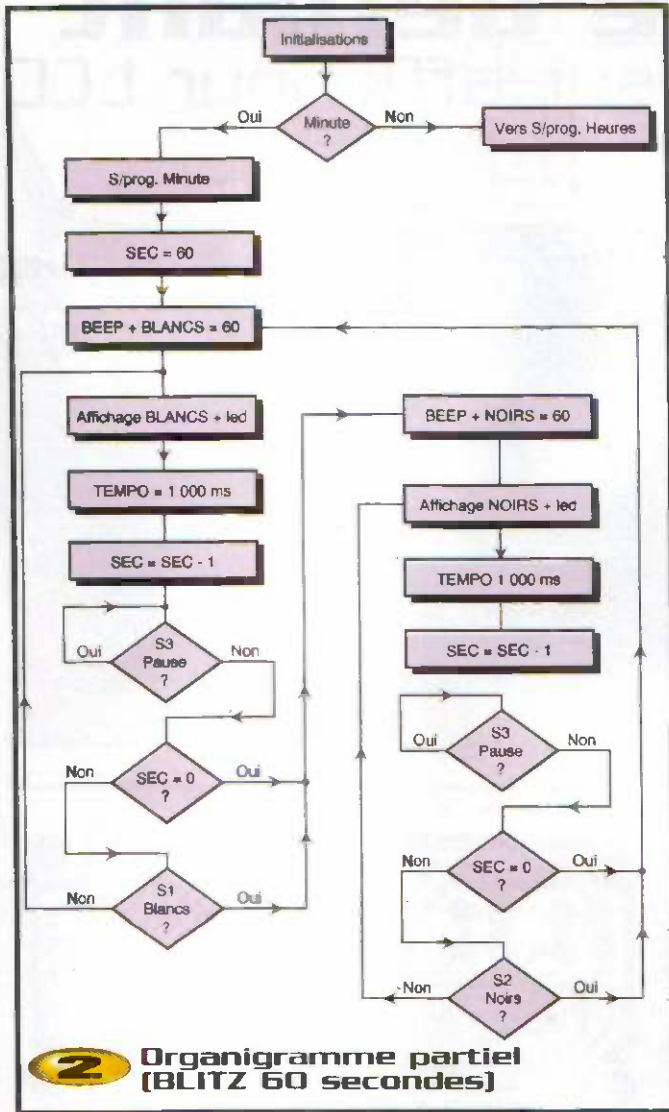 Initialisations
Oui
Minute
?
Non
Vers S/prog. Heures
S/prog. Minute
SEC = 60
BEEP + BLANCS = 60
Affichage BLANCS + led
TEMPO = 1 000 ms
SEC = SEC - 1
S3
Pause
?
Oui
Non
SEC = 0
?
Non
Oui
S1
Blancs
?
Non
Oui
BEEP + NOIRS = 60
Affichage NOIRS + led
TEMPO 1 000 ms
SEC = SEC - 1
S3
Pause
?
Oui
Non
SEC = 0
?
Non
Oui
S2
Noirs
?
Non
Oui
2
Organigramme partiel
(BLITZ 60 secondes)